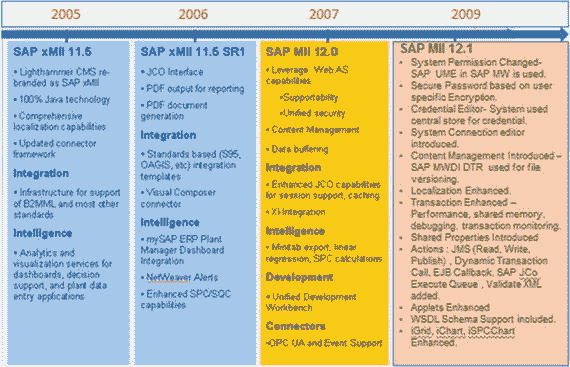 2005
2006
2007
2009
SAP xMII 11.5
• Lighthammer CMS re-
branded as SAP xMII
• 100% Java technology
• Comprehensive
localization capabilities
• Updated connector
framework
Integration
• Infrastructure for support
of B2MML and most other
standards
Intelligence
• Analytics and
visualization services for
dashboards, decision
support, and plant data
entry applications
SAP xMII 11.5 SR1
• JCO Interface
• PDF output for reporting
• PDF document
generation
Integration
• Standards based (S95,
OAGIS, etc) integration
templates
• Visual Composer
connector
Intelligence
• mySAP ERP Plant
Manager Dashboard
Integration
• NetWeaver Alerts
• Enhanced SPC/SQC
capabilities
SAP MII 12.0
• Leverage Web AS
capabilities
•Supportability
•Unified security
• Content Management
• Data buffering
Integration
• Enhanced JCO capabilities
for session support, caching.
• XI-Integration
Intelligence
• Minitab export, linear
regression, SPC calculations
Development
• Unified Development
Workbench
Connectors
•OPC UA and Event Support
SAP MII 12.1
• System Permission Changed-
SAP UME in SAP MW is used.
• Secure Password based on user
specific Encryption.
• Credential Editor- System used
central store for credential.
• System Connection editor
introduced.
• Content Management Introduced –
SAP MWDI DTR used for file
versioning.
• Localization Enhanced.
• Transaction Enhanced –
Performance, shared memory,
debugging, transaction monitoring.
• Shared Properties Introduced
• Actions : JMS (Read, Write,
Publish) , Dynamic Transaction
Call, EJB Callback, SAP JCo
Execute Queue , Validate XML
added.
• Applets Enhanced
• WSDL Schema Support included.
• iGrid, iChart, iSPCChart
Enhanced.